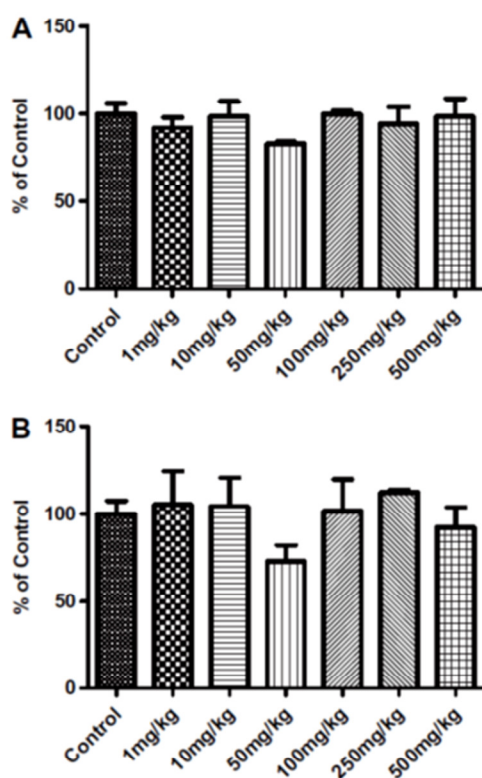 A
150
100
50
0
% of Control
Control
1mg/kg
10mg/kg
50mg/kg
100mg/kg
250mg/kg
500mg/kg
B
150
100
50
0
% of Control
Control
1mg/kg
10mg/kg
50mg/kg
100mg/kg
250mg/kg
500mg/kg